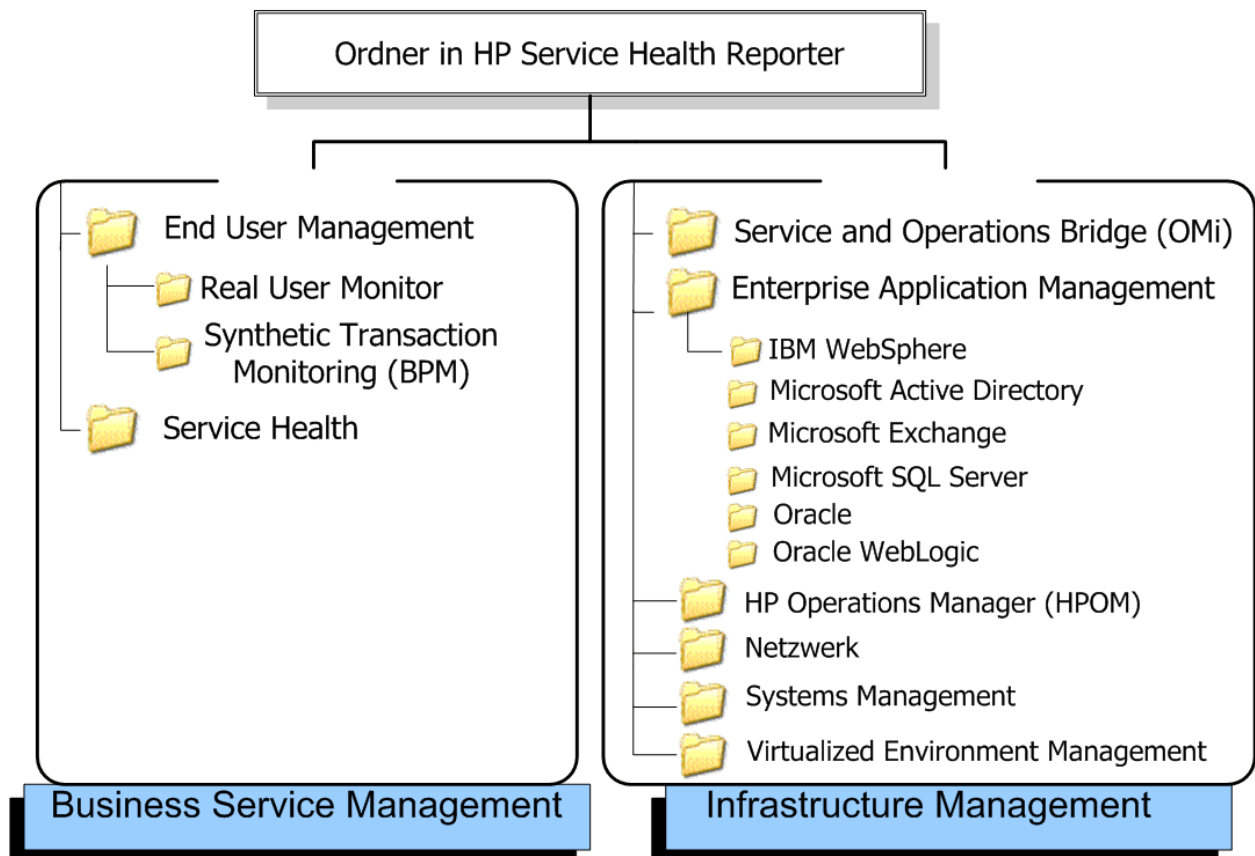 Ordner in HP Service Health Reporter
End User Management
Real User Monitor
Synthetic Transaction
Monitoring (BPM)
Service Health
Business Service Management
Service and Operations Bridge (OMi)
Enterprise Application Management
IBM WebSphere
Microsoft Active Directory
Microsoft Exchange
Microsoft SQL Server
Oracle
Oracle WebLogic
HP Operations Manager (HPOM)
Netzwerk
Systems Management
Virtualized Environment Management
Infrastructure Management